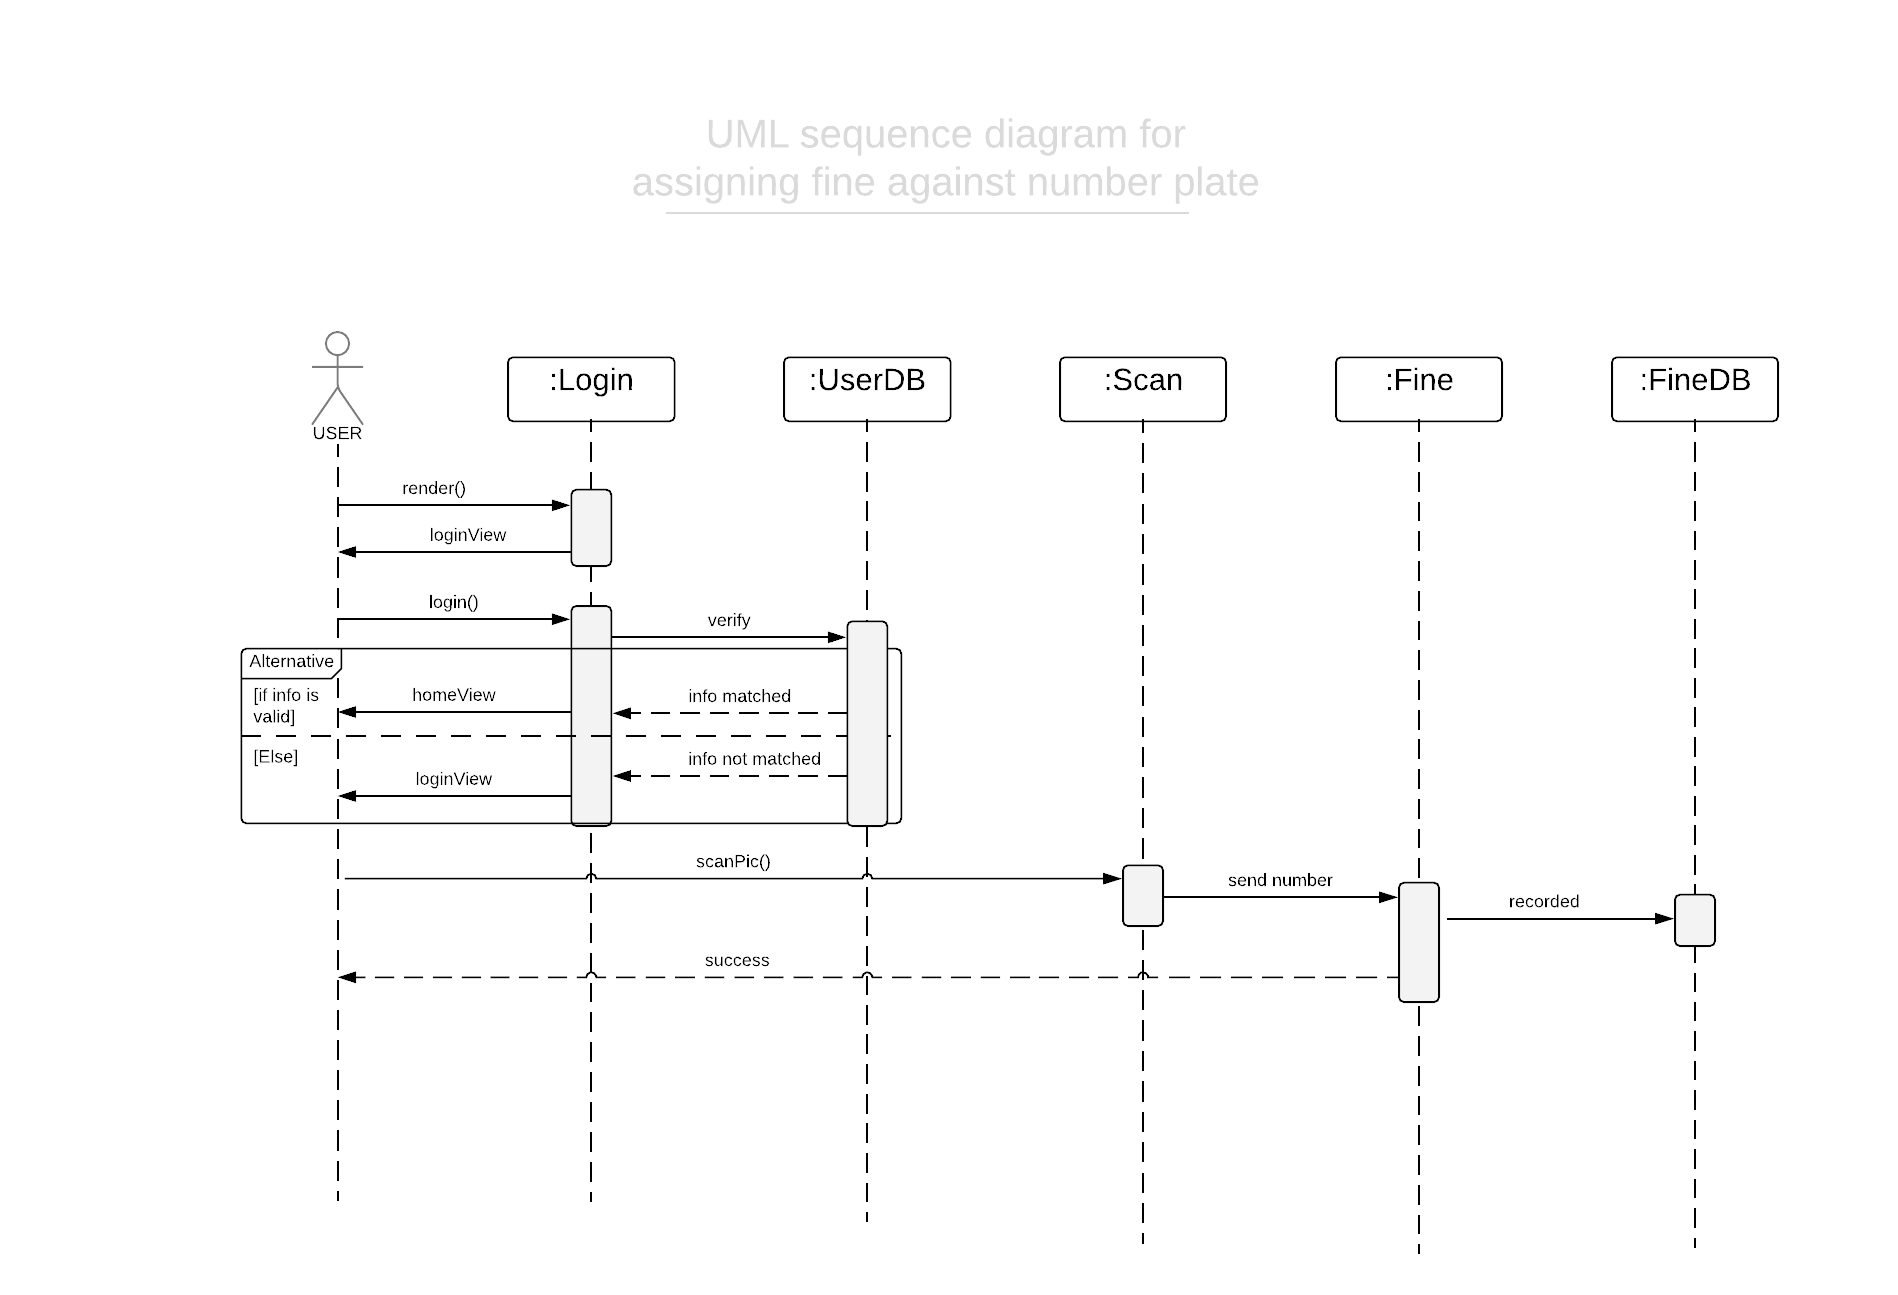 UML sequence diagram for
assigning fine against number plate
USER
:Login
:UserDB
:Scan
:Fine
:FineDB
render()
loginView
login()
verify
Alternative
[if info is
valid]
homeView
info matched
[Else]
info not matched
loginView
scanPic()
send number
recorded
success